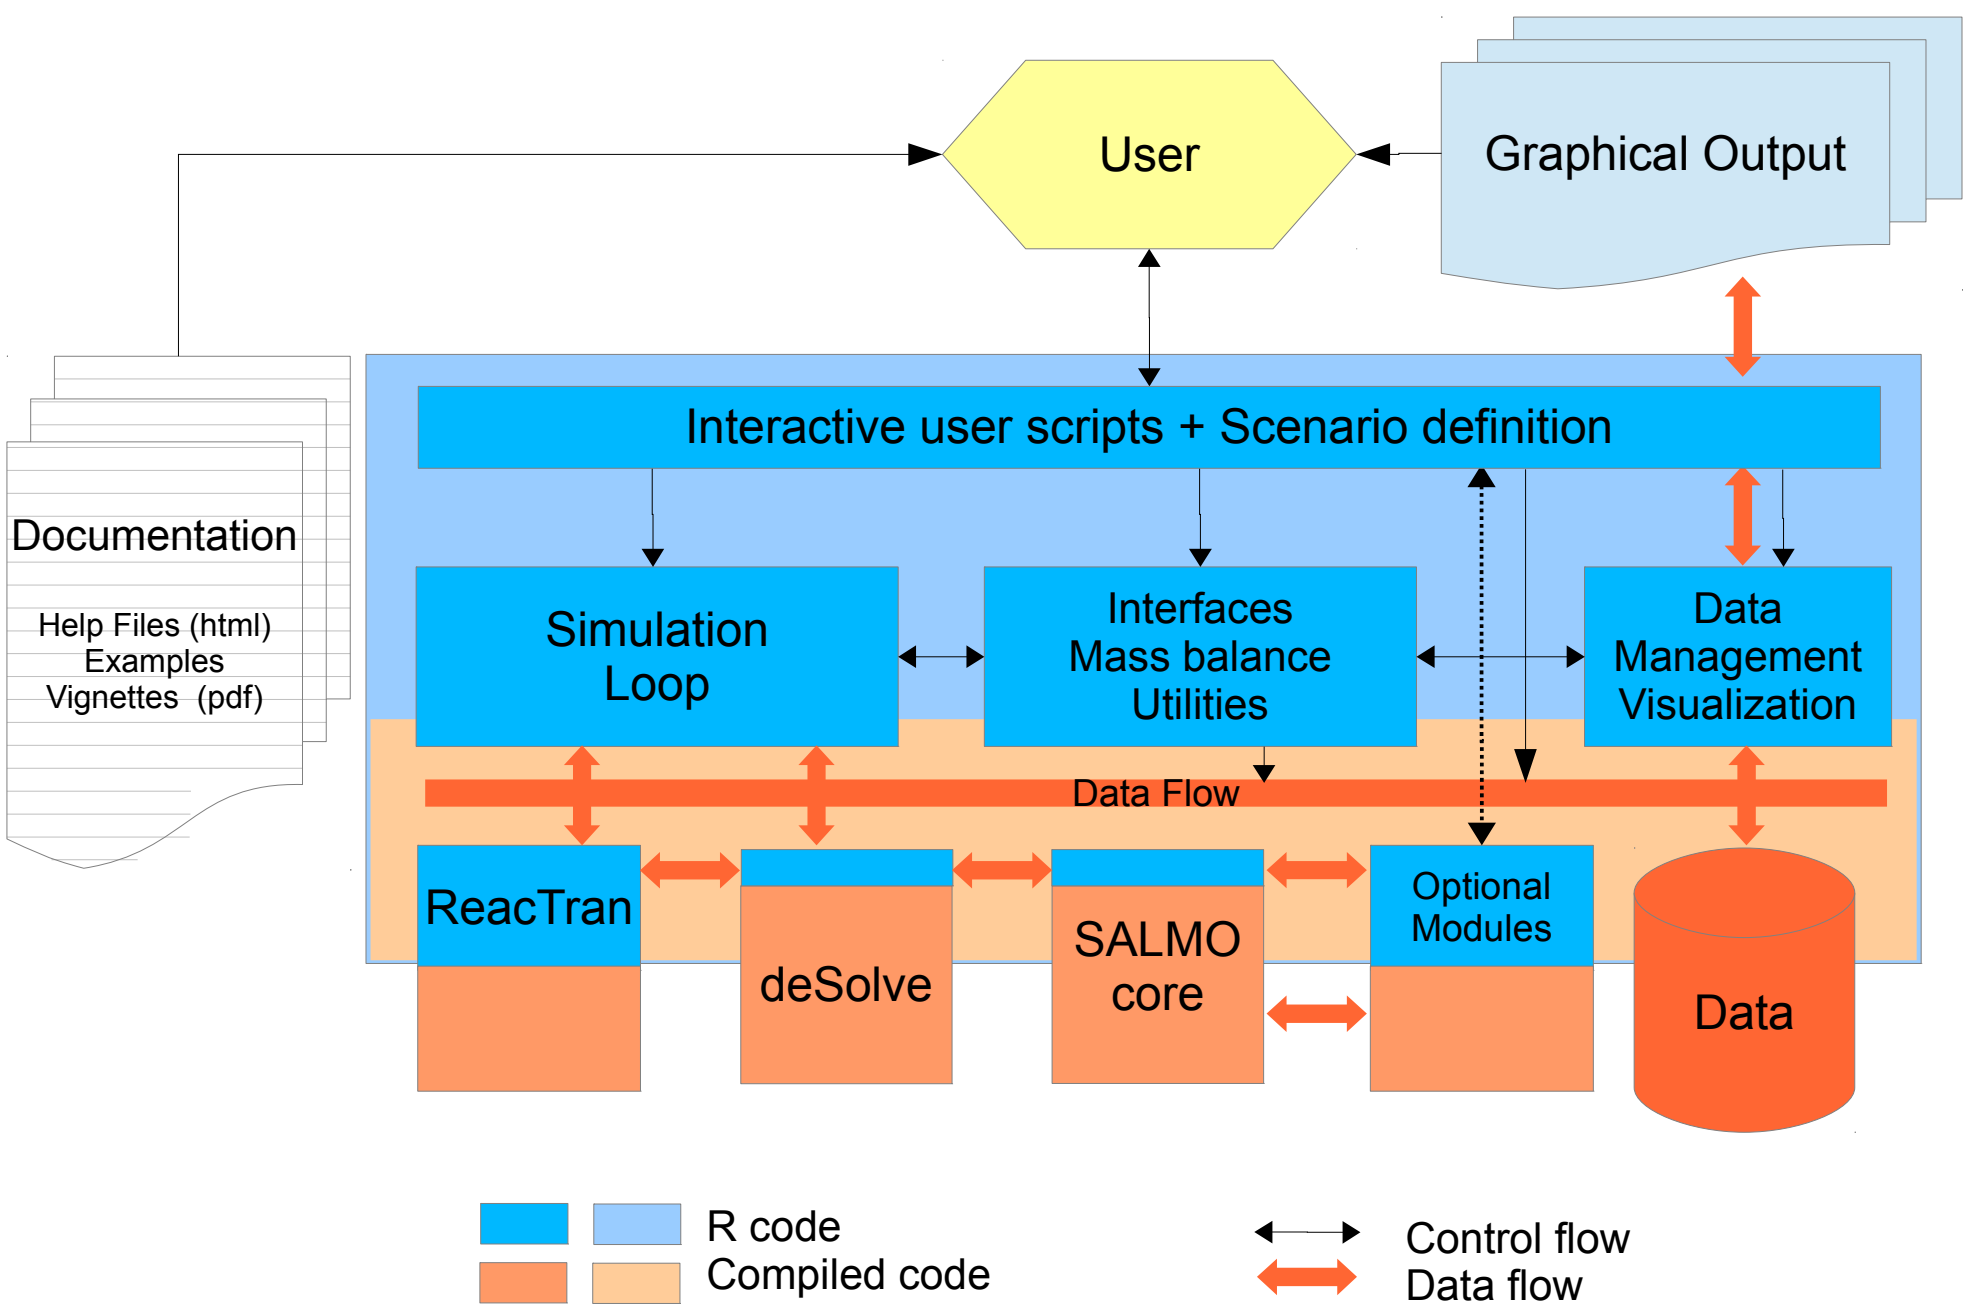 User
Graphical Output
Interactive user scripts + Scenario definition
Documentation
Help Files (html)
Examples
Vignettes  (pdf)
Simulation
Loop
Interfaces
Mass balance
Utilities
Data
Management
Visualization
Data Flow
ReacTran
deSolve
SALMO
core
Optional
Modules
Data
R code
Compiled code
Control flow
Data flow